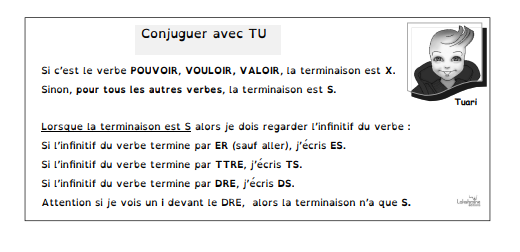 Conjuguer avec TU
Si c'est le verbe POUVOIR, VOULOIR, VALOIR, la terminaison est X.
Sinon, pour tous les autres verbes, la terminaison est S.
Tuari
Lorsque la terminaison est S alors je dois regarder l'infinitif du verbe :
Si l'infinitif du verbe termine par ER (sauf aller), j'écris ES.
Si l'infinitif du verbe termine par TTRE, j'écris TS.
Si l'infinitif du verbe termine par DRE, j'écris DS.
Attention si je vois un i devant le DRE, alors la terminaison n'a que S.